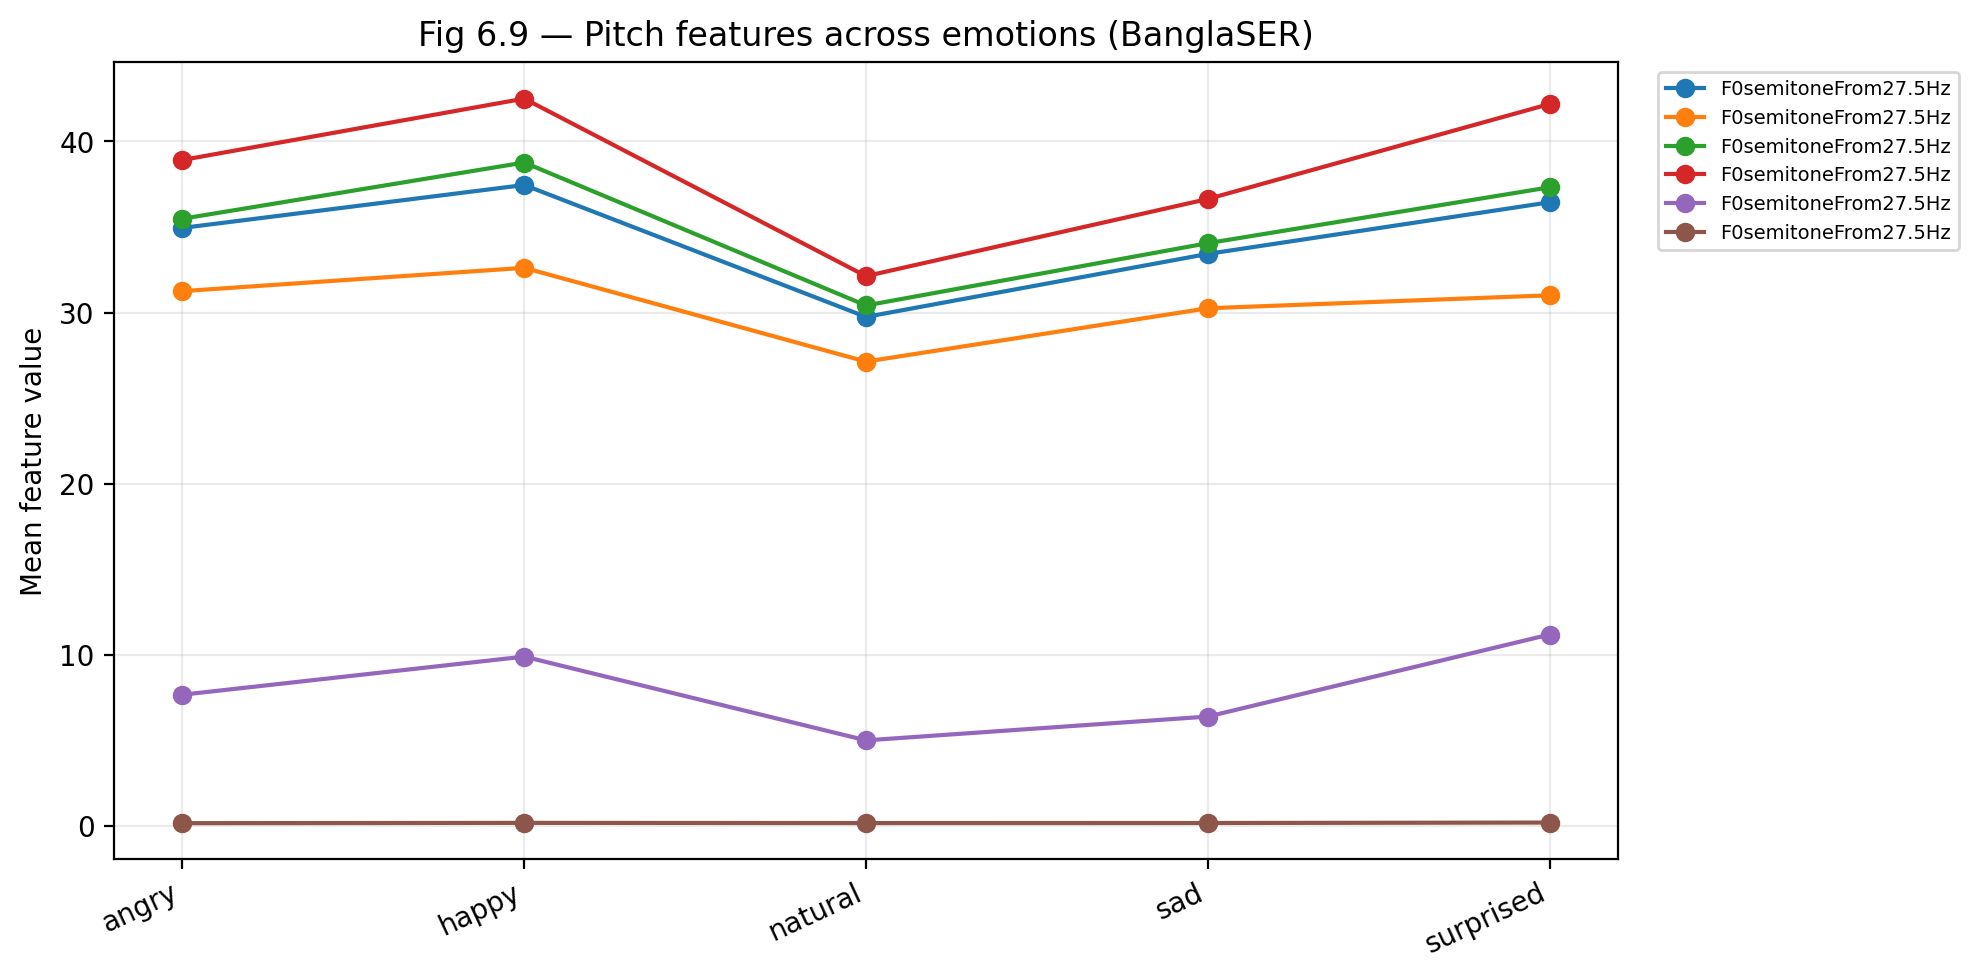 Fig 6.9 — Pitch features across emotions (BanglaSER)
F0semitoneFrom27.5Hz
F0semitoneFrom27.5Hz
F0semitoneFrom27.5Hz
F0semitoneFrom27.5Hz
F0semitoneFrom27.5Hz
F0semitoneFrom27.5Hz
Mean feature value
40
30
20
10
0
angry
happy
natural
sad
surprised